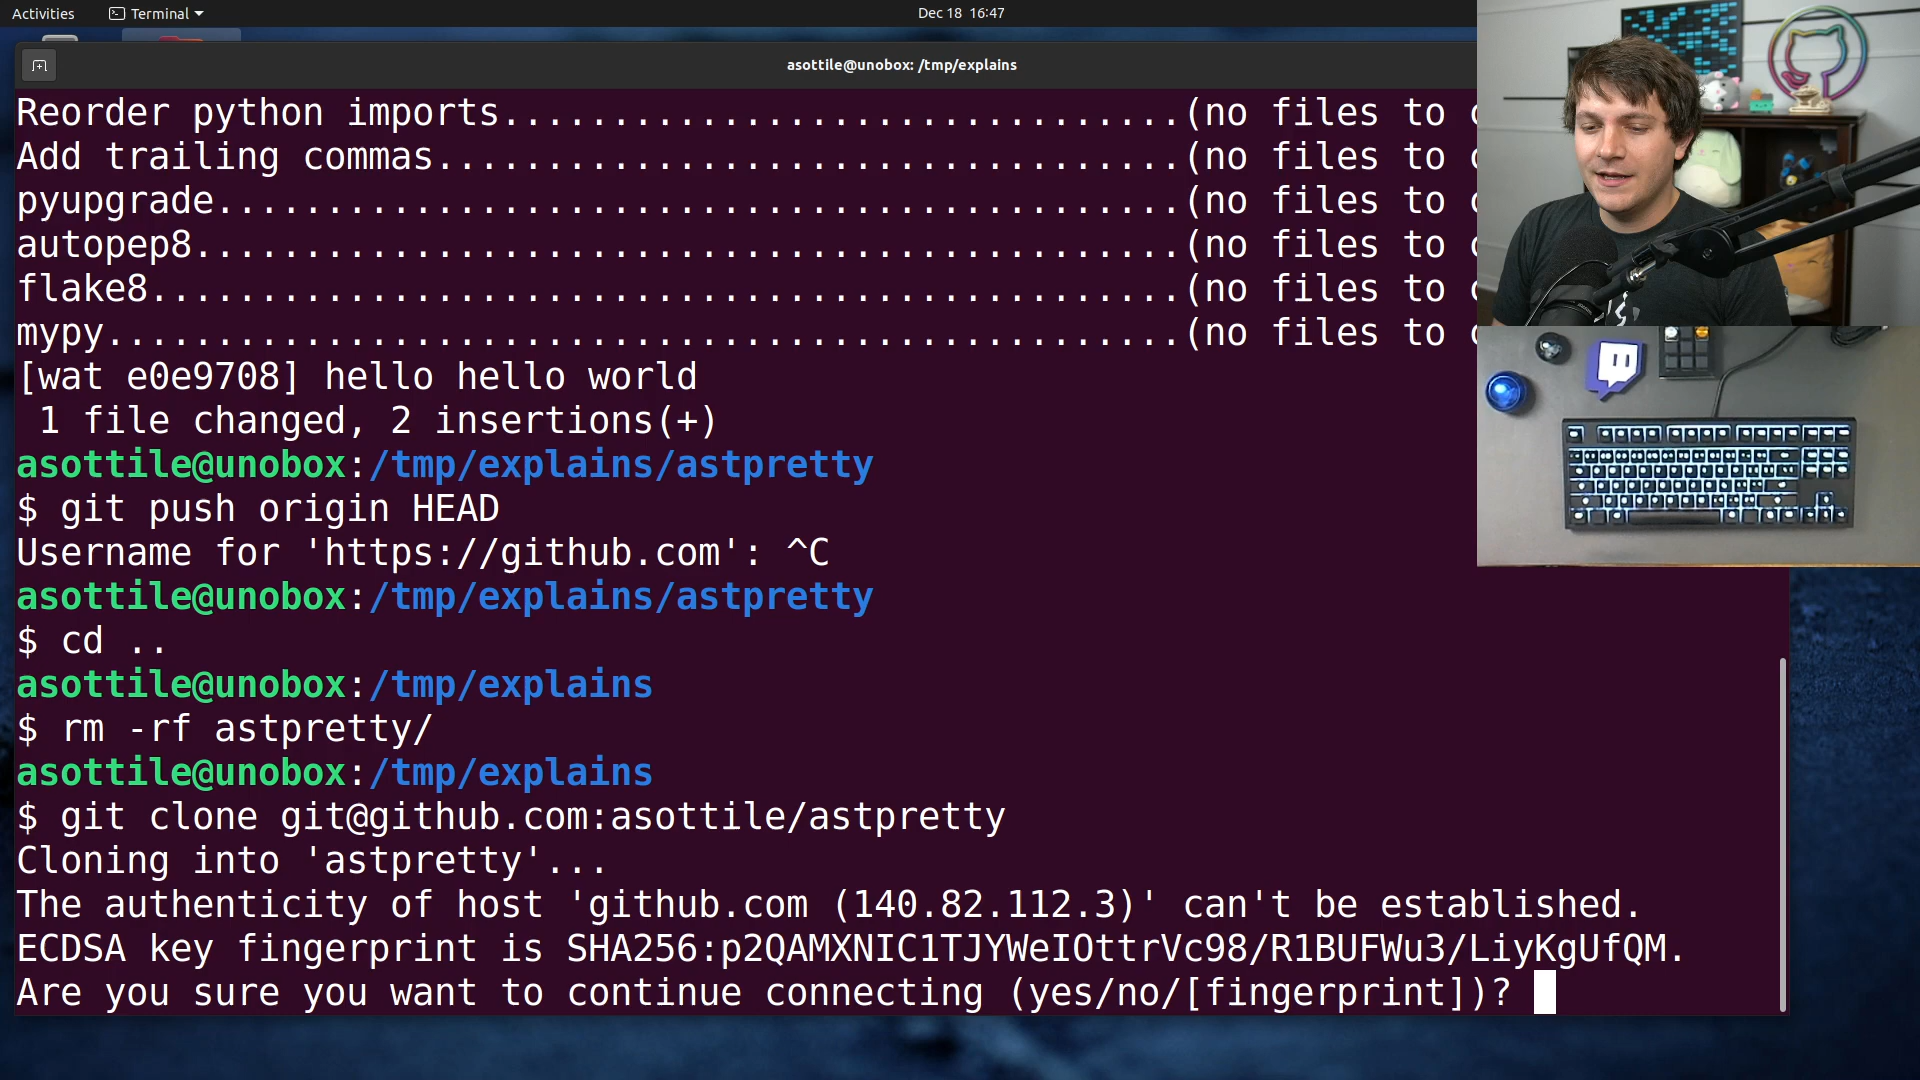 Activities
Terminal
Dec 18 16:47
asottile@unobox: /tmp/explains
Reorder python imports...............................(no files to
Add trailing commas..................................(no files to
pyupgrade............................................(no files to
autopep8.............................................(no files to
flake8...............................................(no files to
mypy.................................................(no files to
[wat e0e9708] hello hello world
1 file changed, 2 insertions(+)
asottile@unobox:/tmp/explains/astpretty
$ git push origin HEAD
Username for 'https://github.com': ^C
asottile@unobox:/tmp/explains/astpretty
$ cd ..
asottile@unobox:/tmp/explains
$ rm -rf astpretty/
asottile@unobox:/tmp/explains
$ git clone git@github.com:asottile/astpretty
Cloning into 'astpretty'...
The authenticity of host 'github.com (140.82.112.3)' can't be established.
ECDSA key fingerprint is SHA256:p2QAMXNIC1TJYWeIOttrVc98/R1BUFWu3/LiyKgUfQM.
Are you sure you want to continue connecting (yes/no/[fingerprint])?